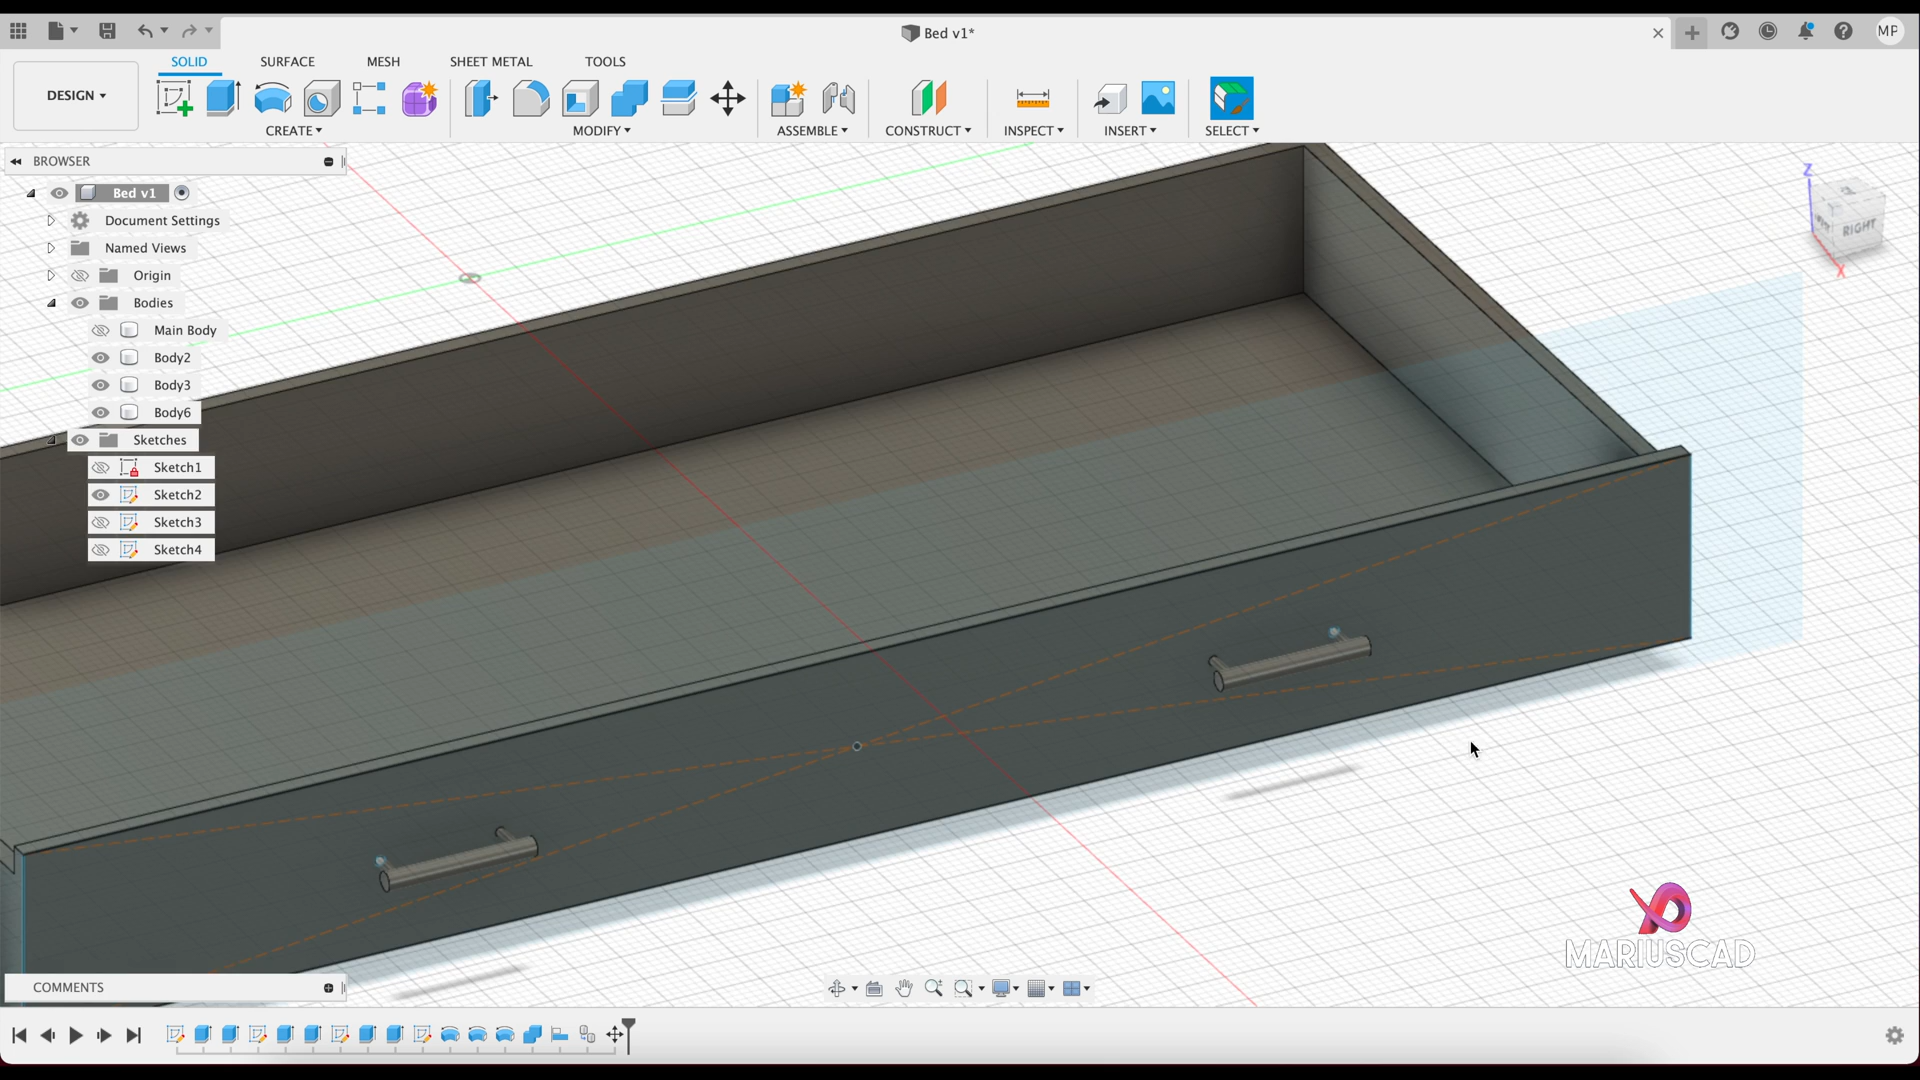 Bed v1*
MP
DESIGN
SOLID SURFACE MESH SHEET METAL TOOLS
CREATE MODIFY ASSEMBLE CONSTRUCT INSPECT INSERT SELECT
BROWSER
Bed v1
Document Settings
Named Views
Origin
Bodies
Main Body
Body2
Body3
Body6
Sketches
Sketch1
Sketch2
Sketch3
Sketch4
Z
RIGHT
X
MARIUSCAD
COMMENTS